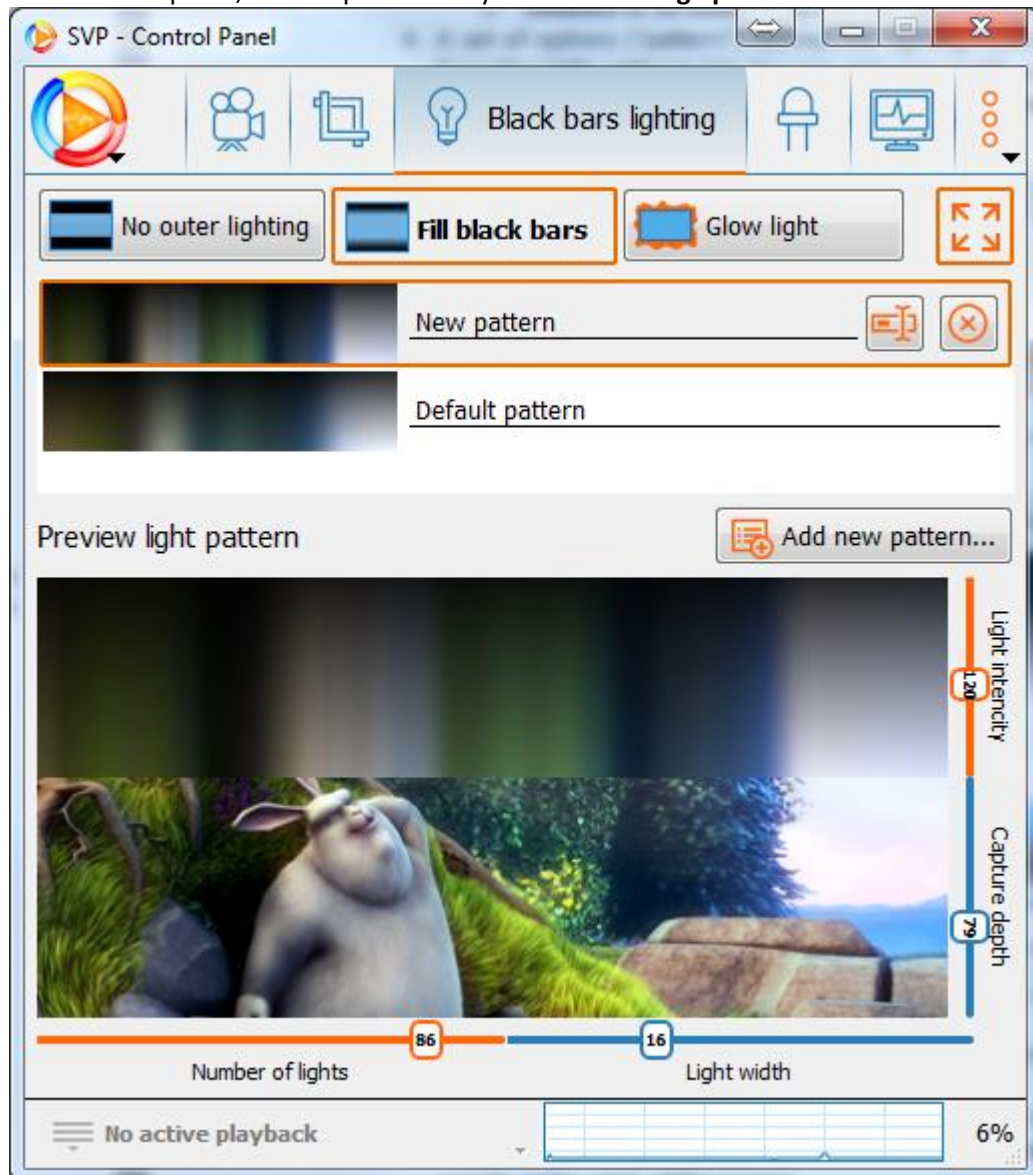 SVP - Control Panel
Black bars lighting
No outer lighting
Fill black bars
Glow light
New pattern
Default pattern
Preview light pattern
Add new pattern...
Light intencity
120
Capture depth
79
86
16
Number of lights
Light width
No active playback
6%